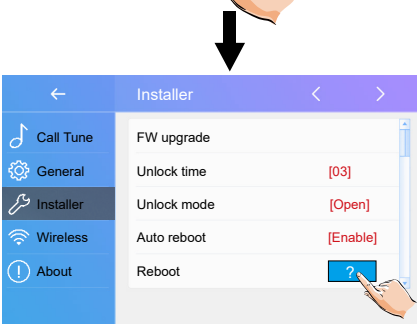 Installer
Call Tune
General
Installer
Wireless
About
FW upgrade
Unlock time [03]
Unlock mode [Open]
Auto reboot [Enable]
Reboot ?